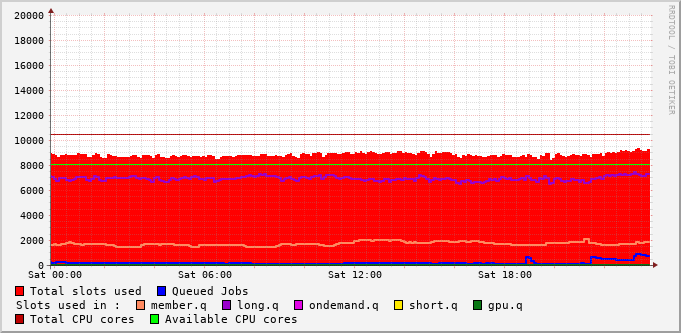 RRDTOOL / TOBI OETIKER
20000
18000
16000
14000
12000
10000
8000
6000
4000
2000
0
Sat 00:00 Sat 06:00 Sat 12:00 Sat 18:00
Total slots used Queued Jobs
Slots used in : member.q long.q ondemand.q short.q gpu.q
Total CPU cores Available CPU cores